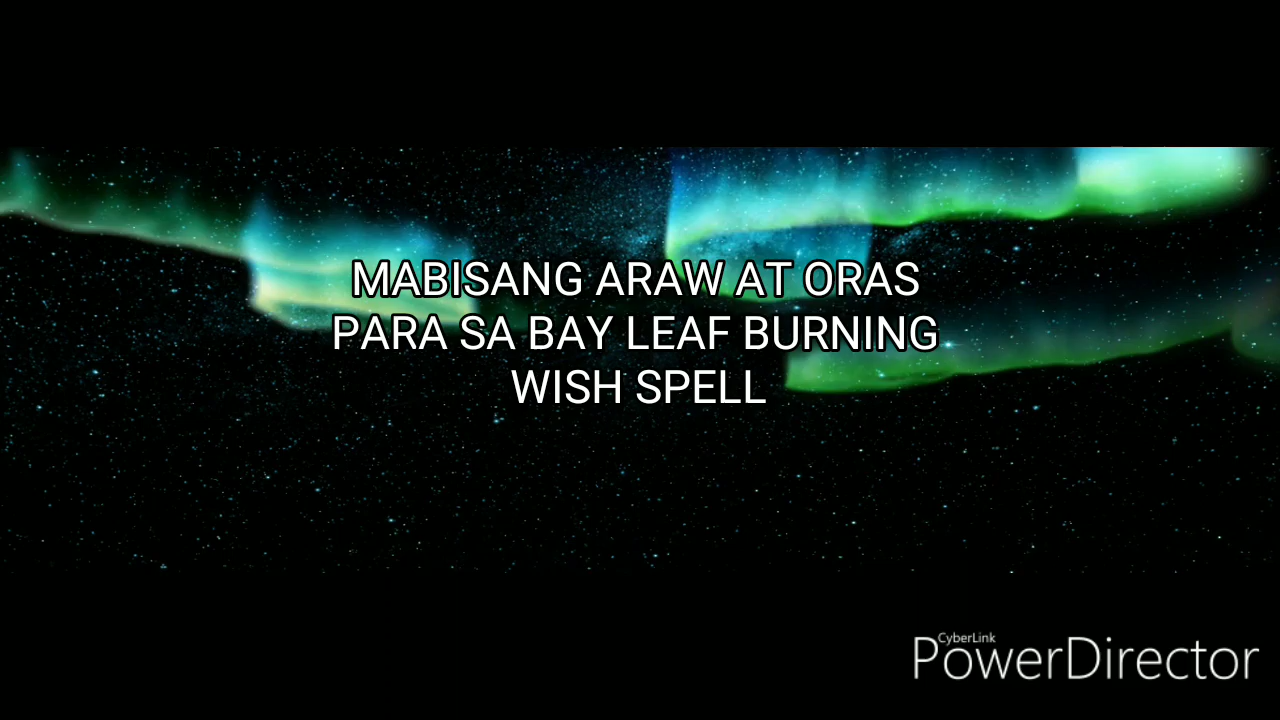 MABISANG ARAW AT ORAS
PARA SA BAY LEAF BURNING
WISH SPELL
CyberLink
PowerDirector